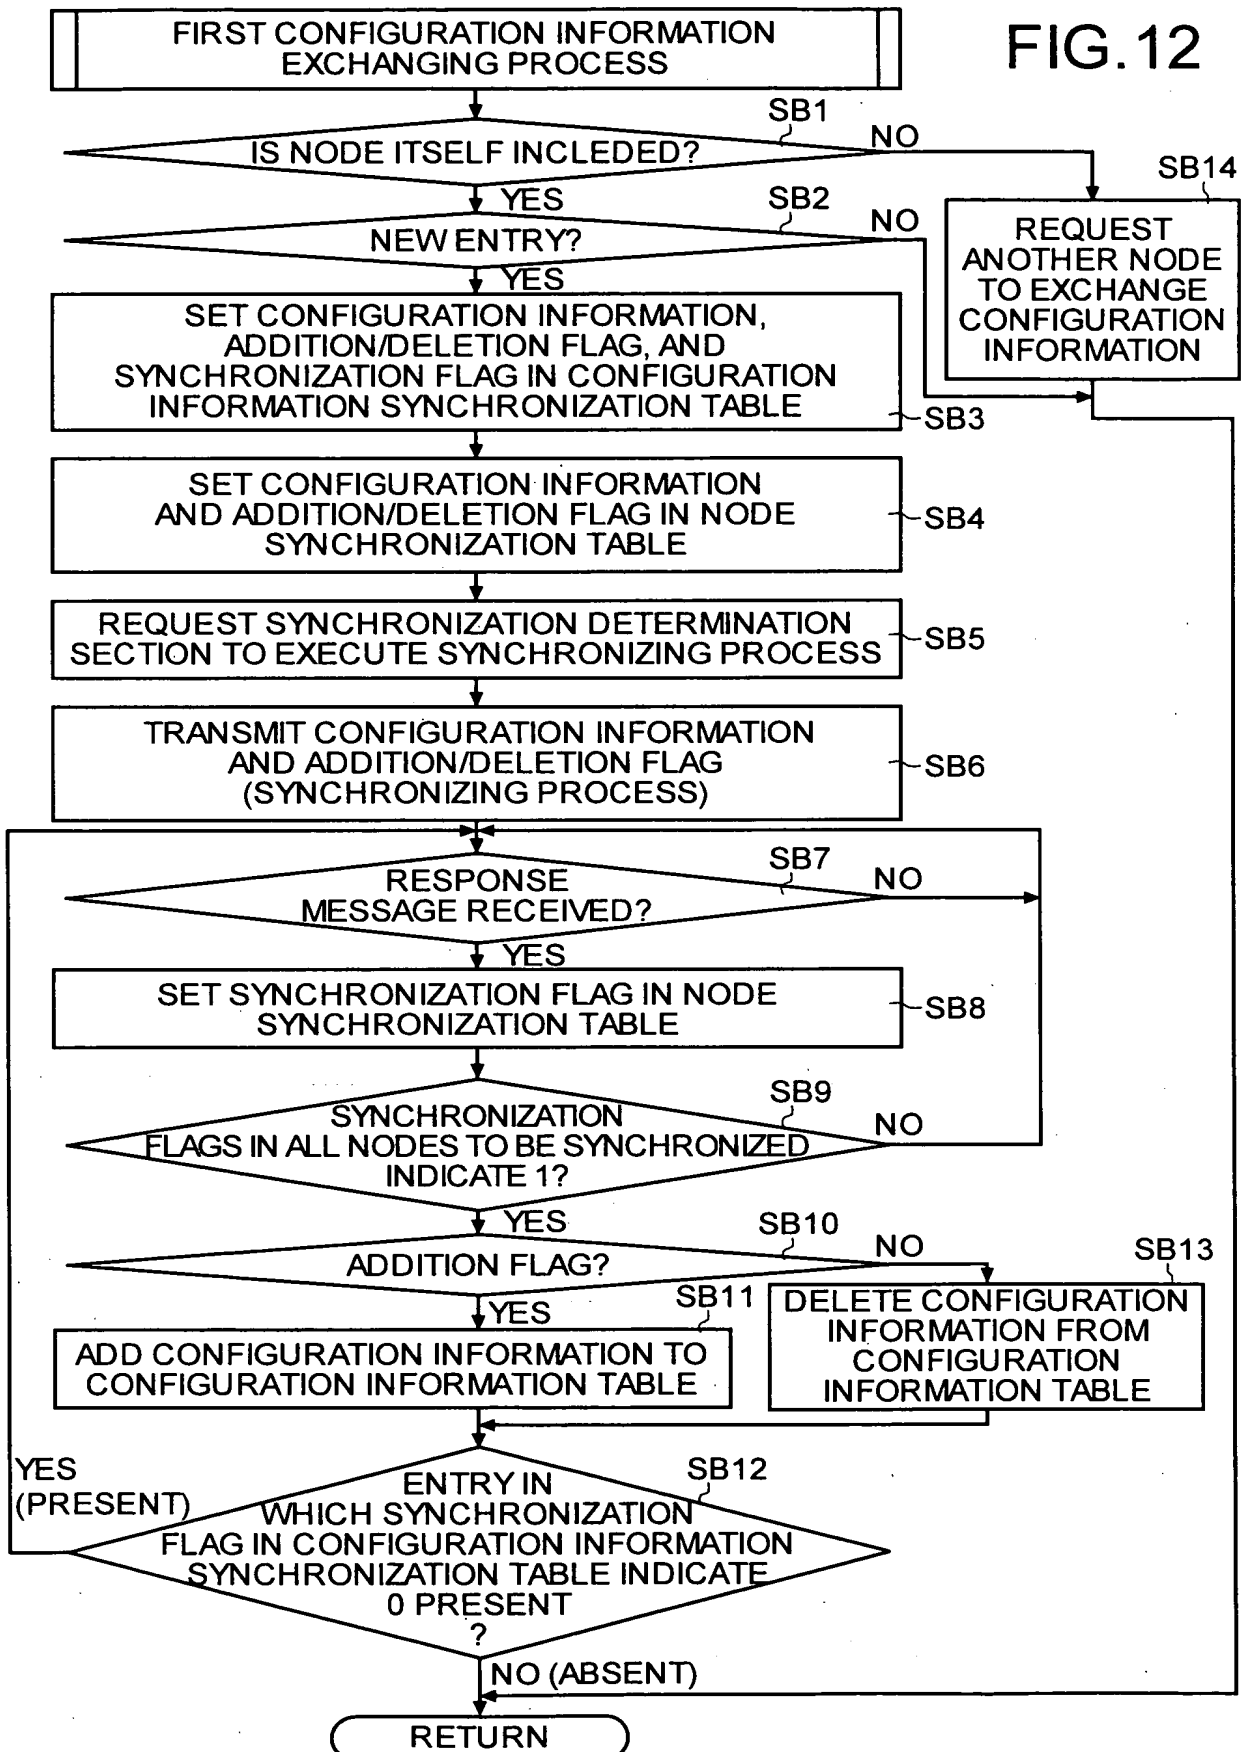 FIRST CONFIGURATION INFORMATION
EXCHANGING PROCESS
FIG.12
SB1
IS NODE ITSELF INCLEDED?
NO
YES
SB14
REQUEST
ANOTHER NODE
TO EXCHANGE
CONFIGURATION
INFORMATION
SB2
NEW ENTRY?
NO
YES
SET CONFIGURATION INFORMATION,
ADDITION/DELETION FLAG, AND
SYNCHRONIZATION FLAG IN CONFIGURATION
INFORMATION SYNCHRONIZATION TABLE
SB3
SET CONFIGURATION INFORMATION
AND ADDITION/DELETION FLAG IN NODE
SYNCHRONIZATION TABLE
SB4
REQUEST SYNCHRONIZATION DETERMINATION
SECTION TO EXECUTE SYNCHRONIZING PROCESS
SB5
TRANSMIT CONFIGURATION INFORMATION
AND ADDITION/DELETION FLAG
(SYNCHRONIZING PROCESS)
SB6
SB7
RESPONSE
MESSAGE RECEIVED?
NO
YES
SET SYNCHRONIZATION FLAG IN NODE
SYNCHRONIZATION TABLE
SB8
SB9
SYNCHRONIZATION
FLAGS IN ALL NODES TO BE SYNCHRONIZED
INDICATE 1?
NO
YES
SB10
ADDITION FLAG?
NO
YES
SB11
ADD CONFIGURATION INFORMATION TO
CONFIGURATION INFORMATION TABLE
SB13
DELETE CONFIGURATION
INFORMATION FROM
CONFIGURATION
INFORMATION TABLE
SB12
ENTRY IN
WHICH SYNCHRONIZATION
FLAG IN CONFIGURATION INFORMATION
SYNCHRONIZATION TABLE INDICATE
0 PRESENT
?
YES
(PRESENT)
NO (ABSENT)
RETURN